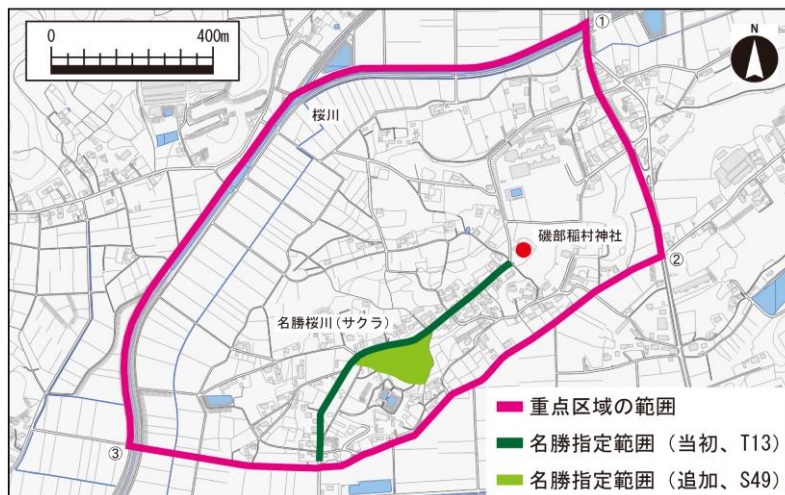 0 400m
①
N
桜川
磯部稲村神社
②
名勝桜川（サクラ）
重点区域の範囲
名勝指定範囲（当初、T13）
③
名勝指定範囲（追加、S49）